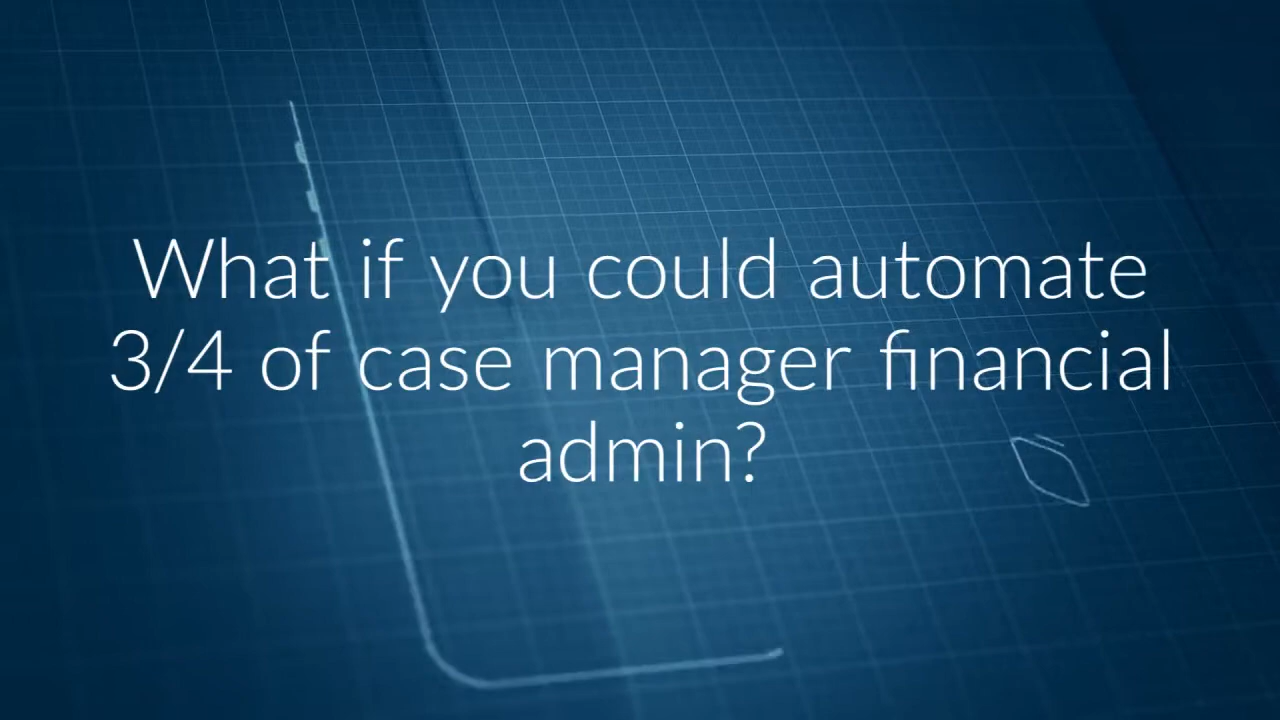 What if you could automate
3/4 of case manager financial
admin?